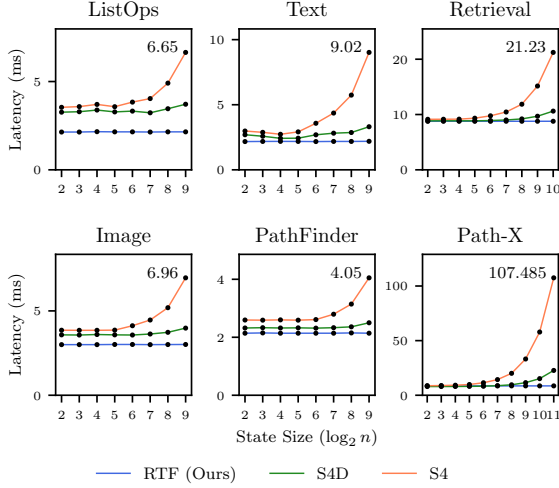 ListOps
Text
Retrieval
Latency (ms)
5
0
6.65
2 3 4 5 6 7 8 9
10
5
0
9.02
2 3 4 5 6 7 8 9
20
10
0
21.23
2 3 4 5 6 7 8 9 10
Image
PathFinder
Path-X
Latency (ms)
5
0
6.96
2 3 4 5 6 7 8 9
4
2
0
4.05
2 3 4 5 6 7 8 9
100
50
0
107.485
2 3 4 5 6 7 8 9 10 11
State Size (log₂ n)
RTF (Ours) S4D S4